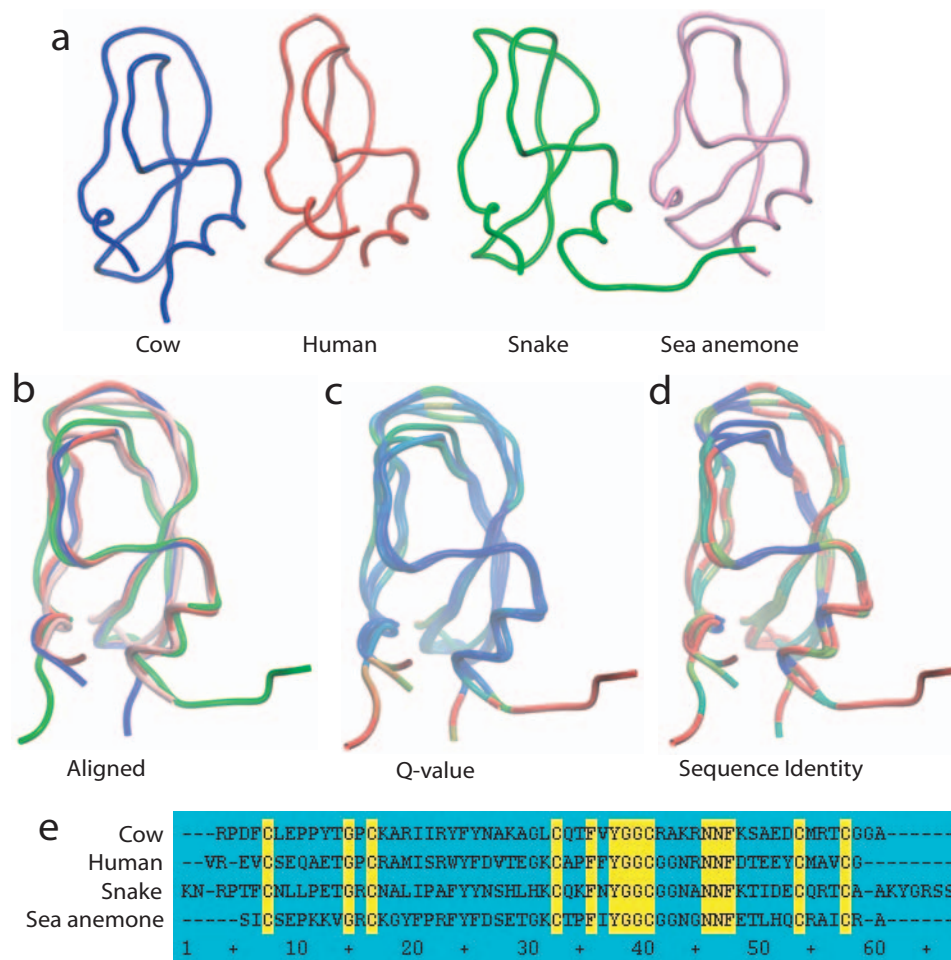 a
Cow Human Snake Sea anemone
b c d
Aligned Q-value Sequence Identity
e
Cow ---RPDFCLEPPYTGPCKARIIRYFYNAKAGLCQTFVYGGCRAKRNNFKSAEDCMRTCGGA------
Human --VR-EVCSEQAETGPCRAMISRWYFDVTEGKCAPFFYGGCGGNRNNFDTEEYCMAVCG--------
Snake KN-RPTFCNLLPETGRCNALIPAFYYNSHLHKCQKFNYGGCGGNANNFKTIDECQRTCA-AKYGRSS
Sea anemone -----SICSEPKKVGRCKGYFPRFYFDSETGKCTPFIYGGCGGNGNNFETLHQCRAICR-A------
1 + 10 + 20 + 30 + 40 + 50 + 60 +